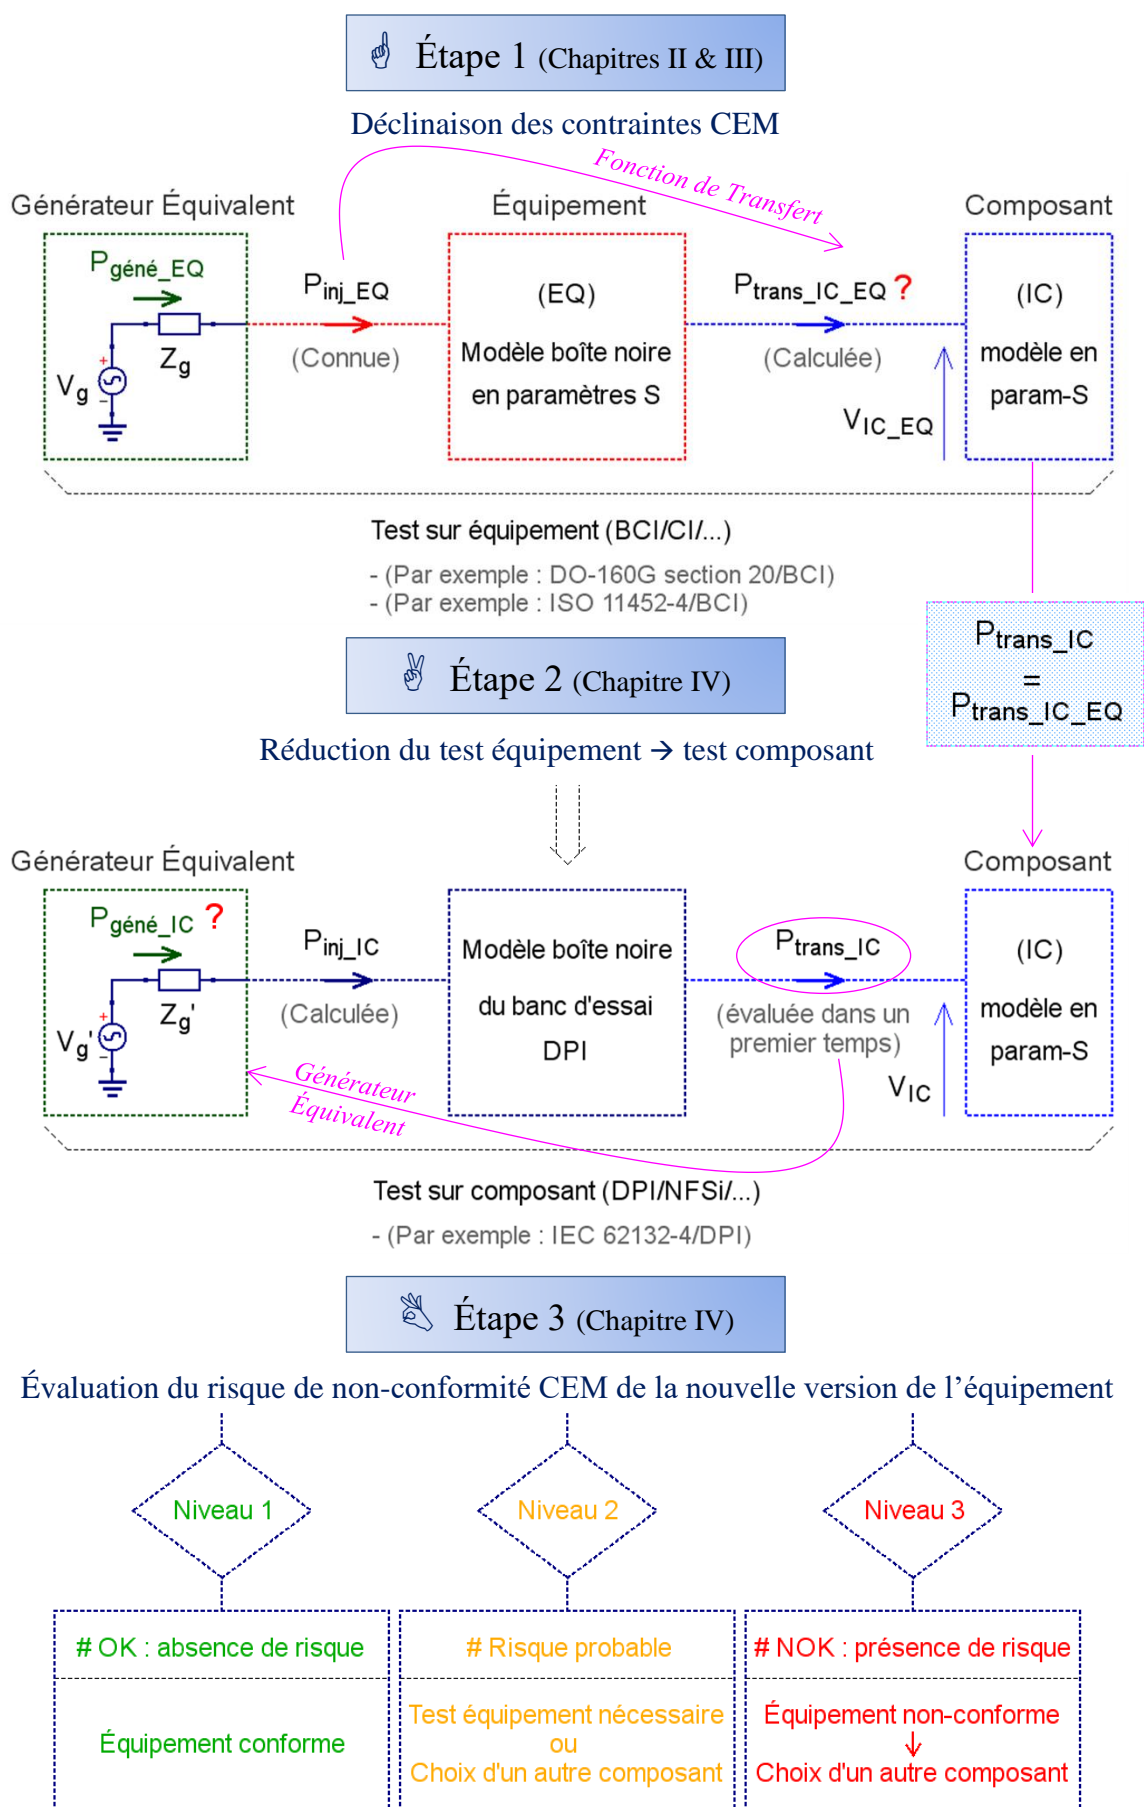 Étape 1 (Chapitres II & III)
Déclinaison des contraintes CEM
Fonction de Transfert
Générateur Équivalent
Équipement
Composant
Pgéné_EQ
Zg
Vg
+
−
Pinj_EQ
(Connue)
(EQ)
Modèle boîte noire
en paramètres S
Ptrans_IC_EQ ?
(Calculée)
VIC_EQ
(IC)
modèle en
param-S
Test sur équipement (BCI/CI/...)
- (Par exemple : DO-160G section 20/BCI)
- (Par exemple : ISO 11452-4/BCI)
Ptrans_IC
=
Ptrans_IC_EQ
Étape 2 (Chapitre IV)
Réduction du test équipement → test composant
Générateur Équivalent
Composant
Pgéné_IC ?
Zg'
Vg'
+
−
Pinj_IC
(Calculée)
Modèle boîte noire
du banc d'essai
DPI
Ptrans_IC
(évaluée dans un
premier temps)
VIC
(IC)
modèle en
param-S
Générateur
Équivalent
Test sur composant (DPI/NFSi/...)
- (Par exemple : IEC 62132-4/DPI)
Étape 3 (Chapitre IV)
Évaluation du risque de non-conformité CEM de la nouvelle version de l’équipement
Niveau 1
Niveau 2
Niveau 3
# OK : absence de risque
Équipement conforme
# Risque probable
Test équipement nécessaire
ou
Choix d'un autre composant
# NOK : présence de risque
Équipement non-conforme
↓
Choix d'un autre composant